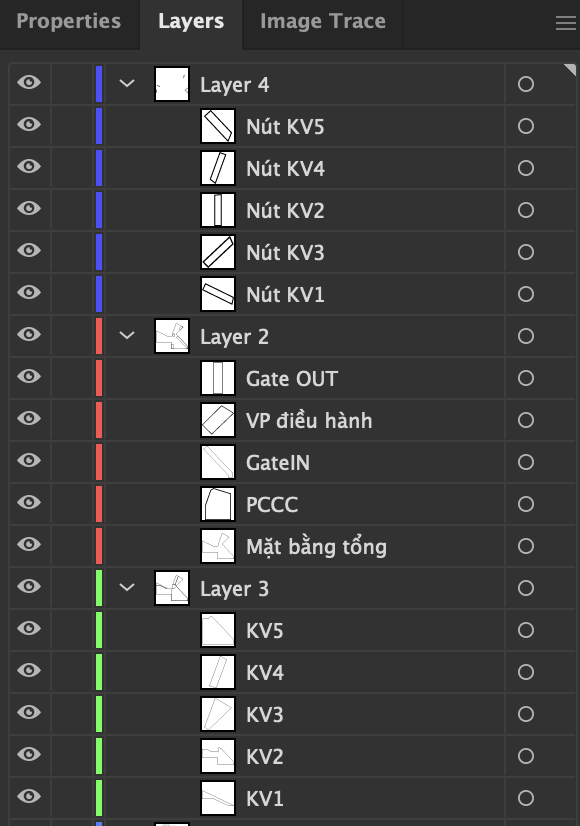 Properties Layers Image Trace
Layer 4
Nút KV5
Nút KV4
Nút KV2
Nút KV3
Nút KV1
Layer 2
Gate OUT
VP điều hành
GateIN
PCCC
Mặt bằng tổng
Layer 3
KV5
KV4
KV3
KV2
KV1